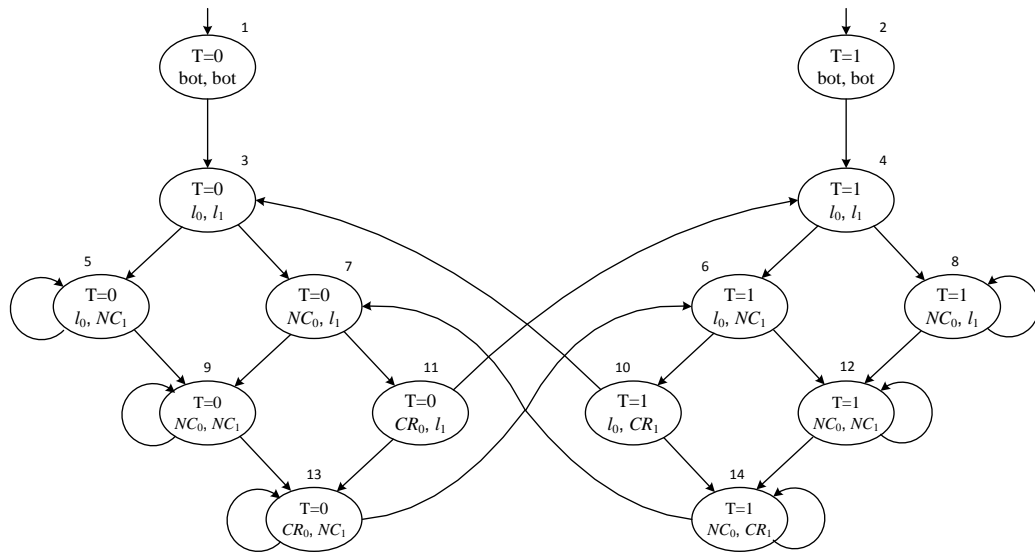 1
T=0
bot, bot
2
T=1
bot, bot
3
T=0
l₀, l₁
4
T=1
l₀, l₁
5
T=0
l₀, NC₁
7
T=0
NC₀, l₁
6
T=1
l₀, NC₁
8
T=1
NC₀, l₁
9
T=0
NC₀, NC₁
11
T=0
CR₀, l₁
10
T=1
l₀, CR₁
12
T=1
NC₀, NC₁
13
T=0
CR₀, NC₁
14
T=1
NC₀, CR₁